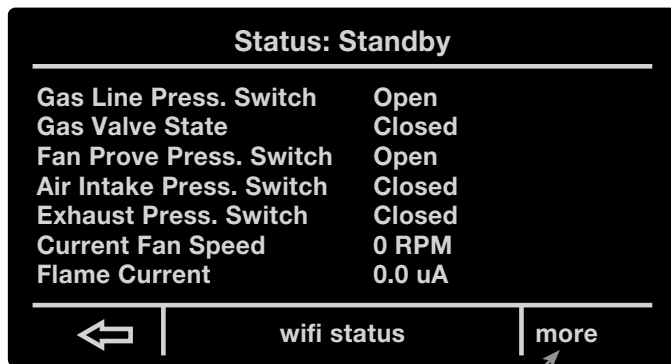 Status: Standby
Gas Line Press. Switch Open
Gas Valve State Closed
Fan Prove Press. Switch Open
Air Intake Press. Switch Closed
Exhaust Press. Switch Closed
Current Fan Speed 0 RPM
Flame Current 0.0 uA
wifi status more